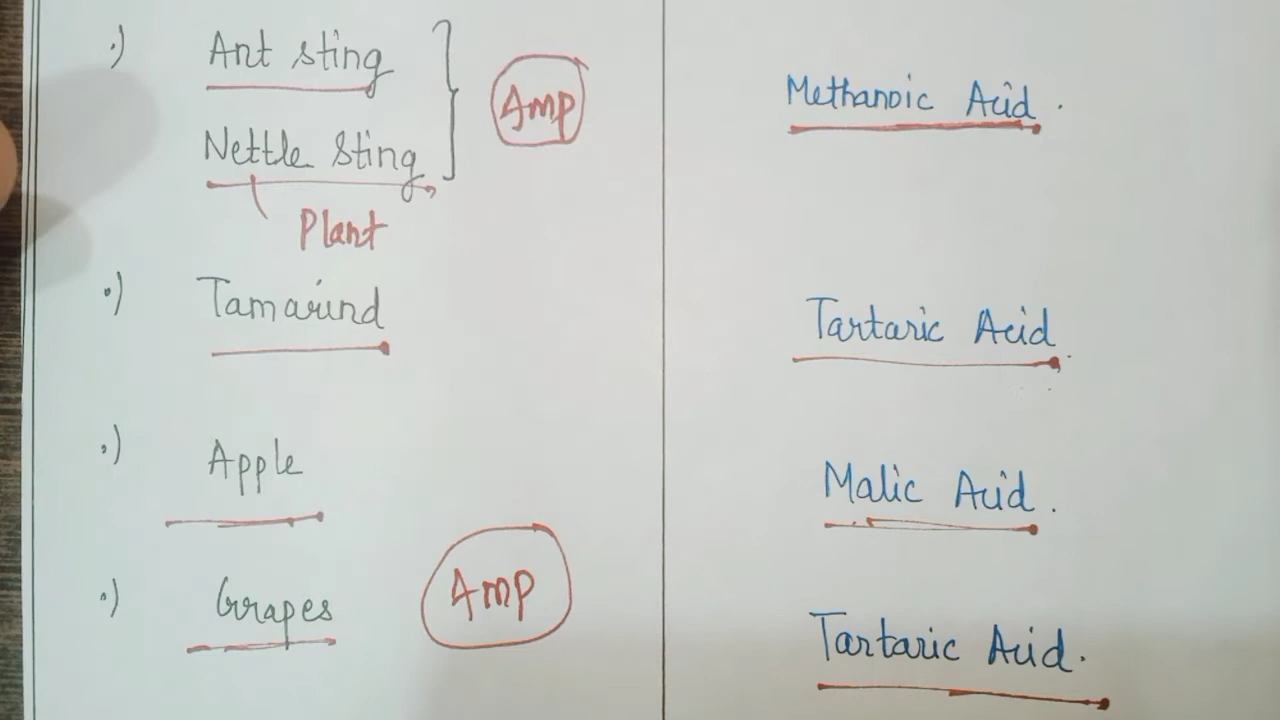 •) Ant sting
Amp
Methanoic Acid.
Nettle Sting
Plant
•) Tamarind
Tartaric Acid.
•) Apple
Malic Acid.
•) Grapes
Amp
Tartaric Acid.